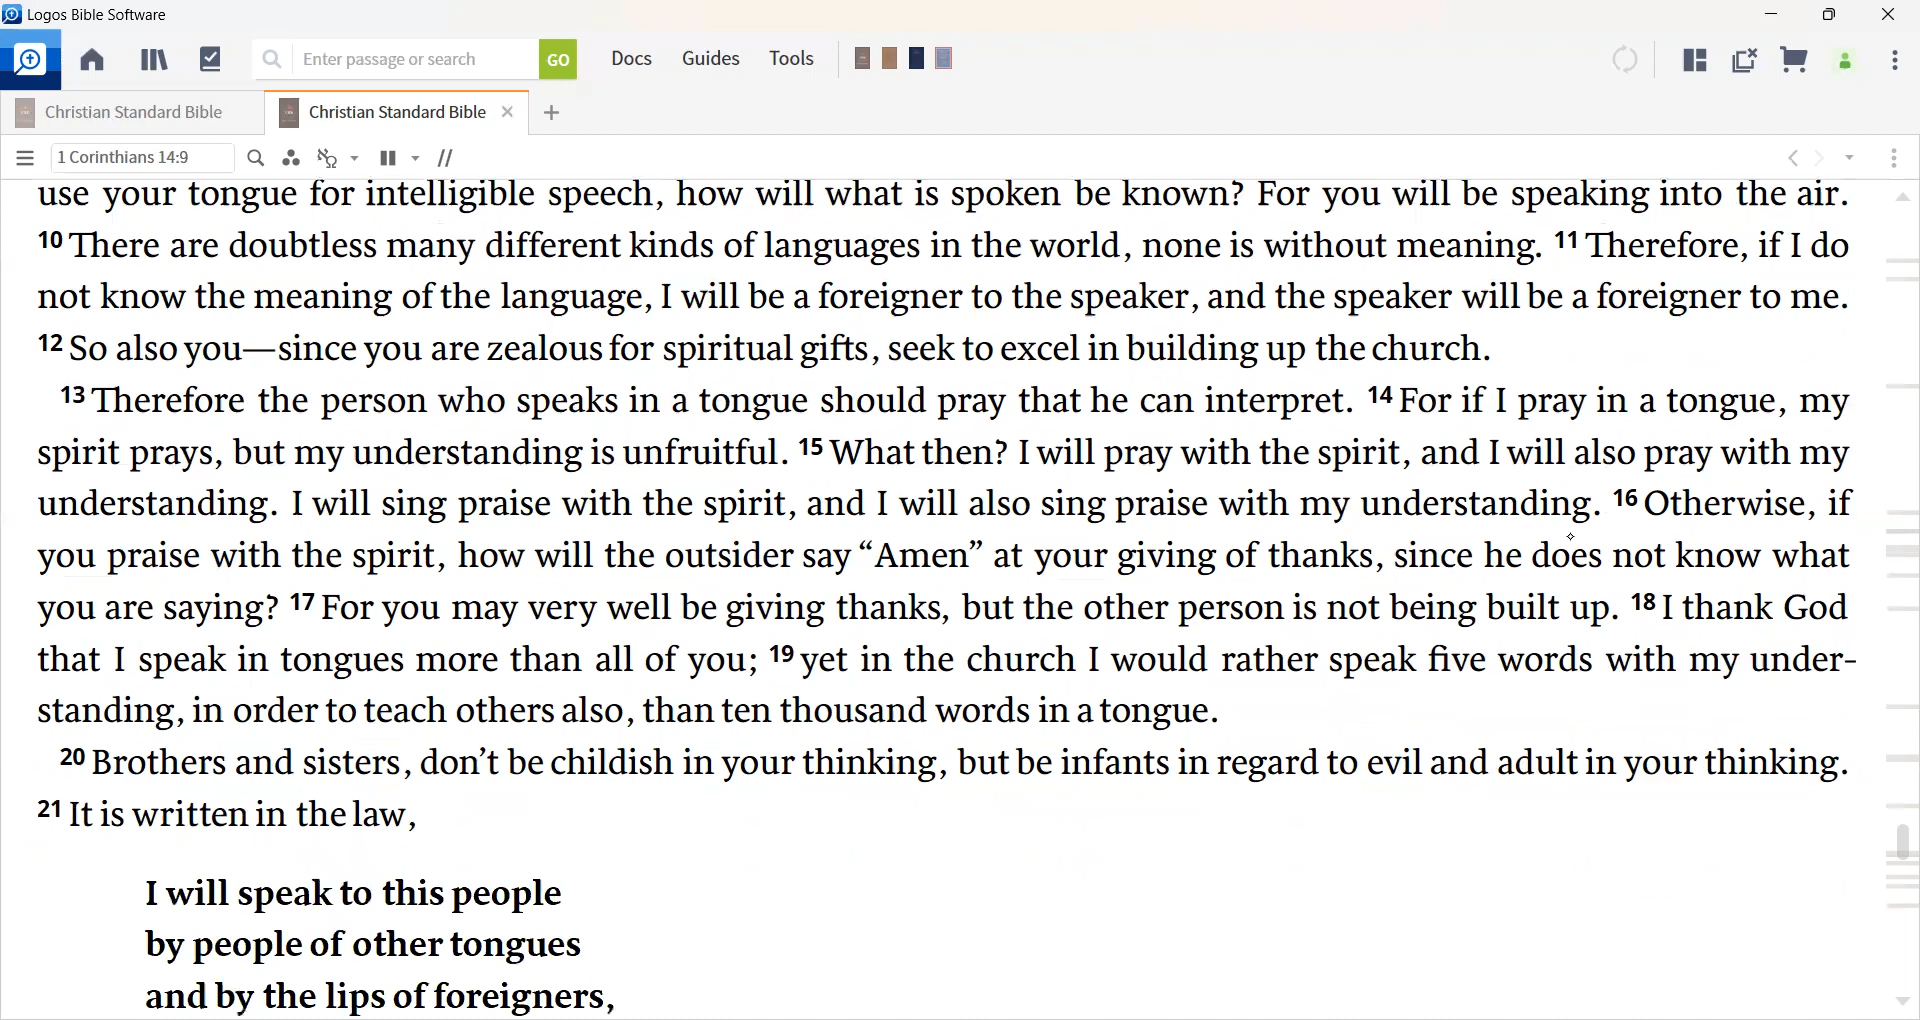 Logos Bible Software
Enter passage or search
GO
Docs
Guides
Tools
Christian Standard Bible
Christian Standard Bible
1 Corinthians 14:9
use your tongue for intelligible speech, how will what is spoken be known? For you will be speaking into the air.
10 There are doubtless many different kinds of languages in the world, none is without meaning. 11 Therefore, if I do
not know the meaning of the language, I will be a foreigner to the speaker, and the speaker will be a foreigner to me.
12 So also you—since you are zealous for spiritual gifts, seek to excel in building up the church.
13 Therefore the person who speaks in a tongue should pray that he can interpret. 14 For if I pray in a tongue, my
spirit prays, but my understanding is unfruitful. 15 What then? I will pray with the spirit, and I will also pray with my
understanding. I will sing praise with the spirit, and I will also sing praise with my understanding. 16 Otherwise, if
you praise with the spirit, how will the outsider say “Amen” at your giving of thanks, since he does not know what
you are saying? 17 For you may very well be giving thanks, but the other person is not being built up. 18 I thank God
that I speak in tongues more than all of you; 19 yet in the church I would rather speak five words with my under-
standing, in order to teach others also, than ten thousand words in a tongue.
20 Brothers and sisters, don’t be childish in your thinking, but be infants in regard to evil and adult in your thinking.
21 It is written in the law,
I will speak to this people
by people of other tongues
and by the lips of foreigners,